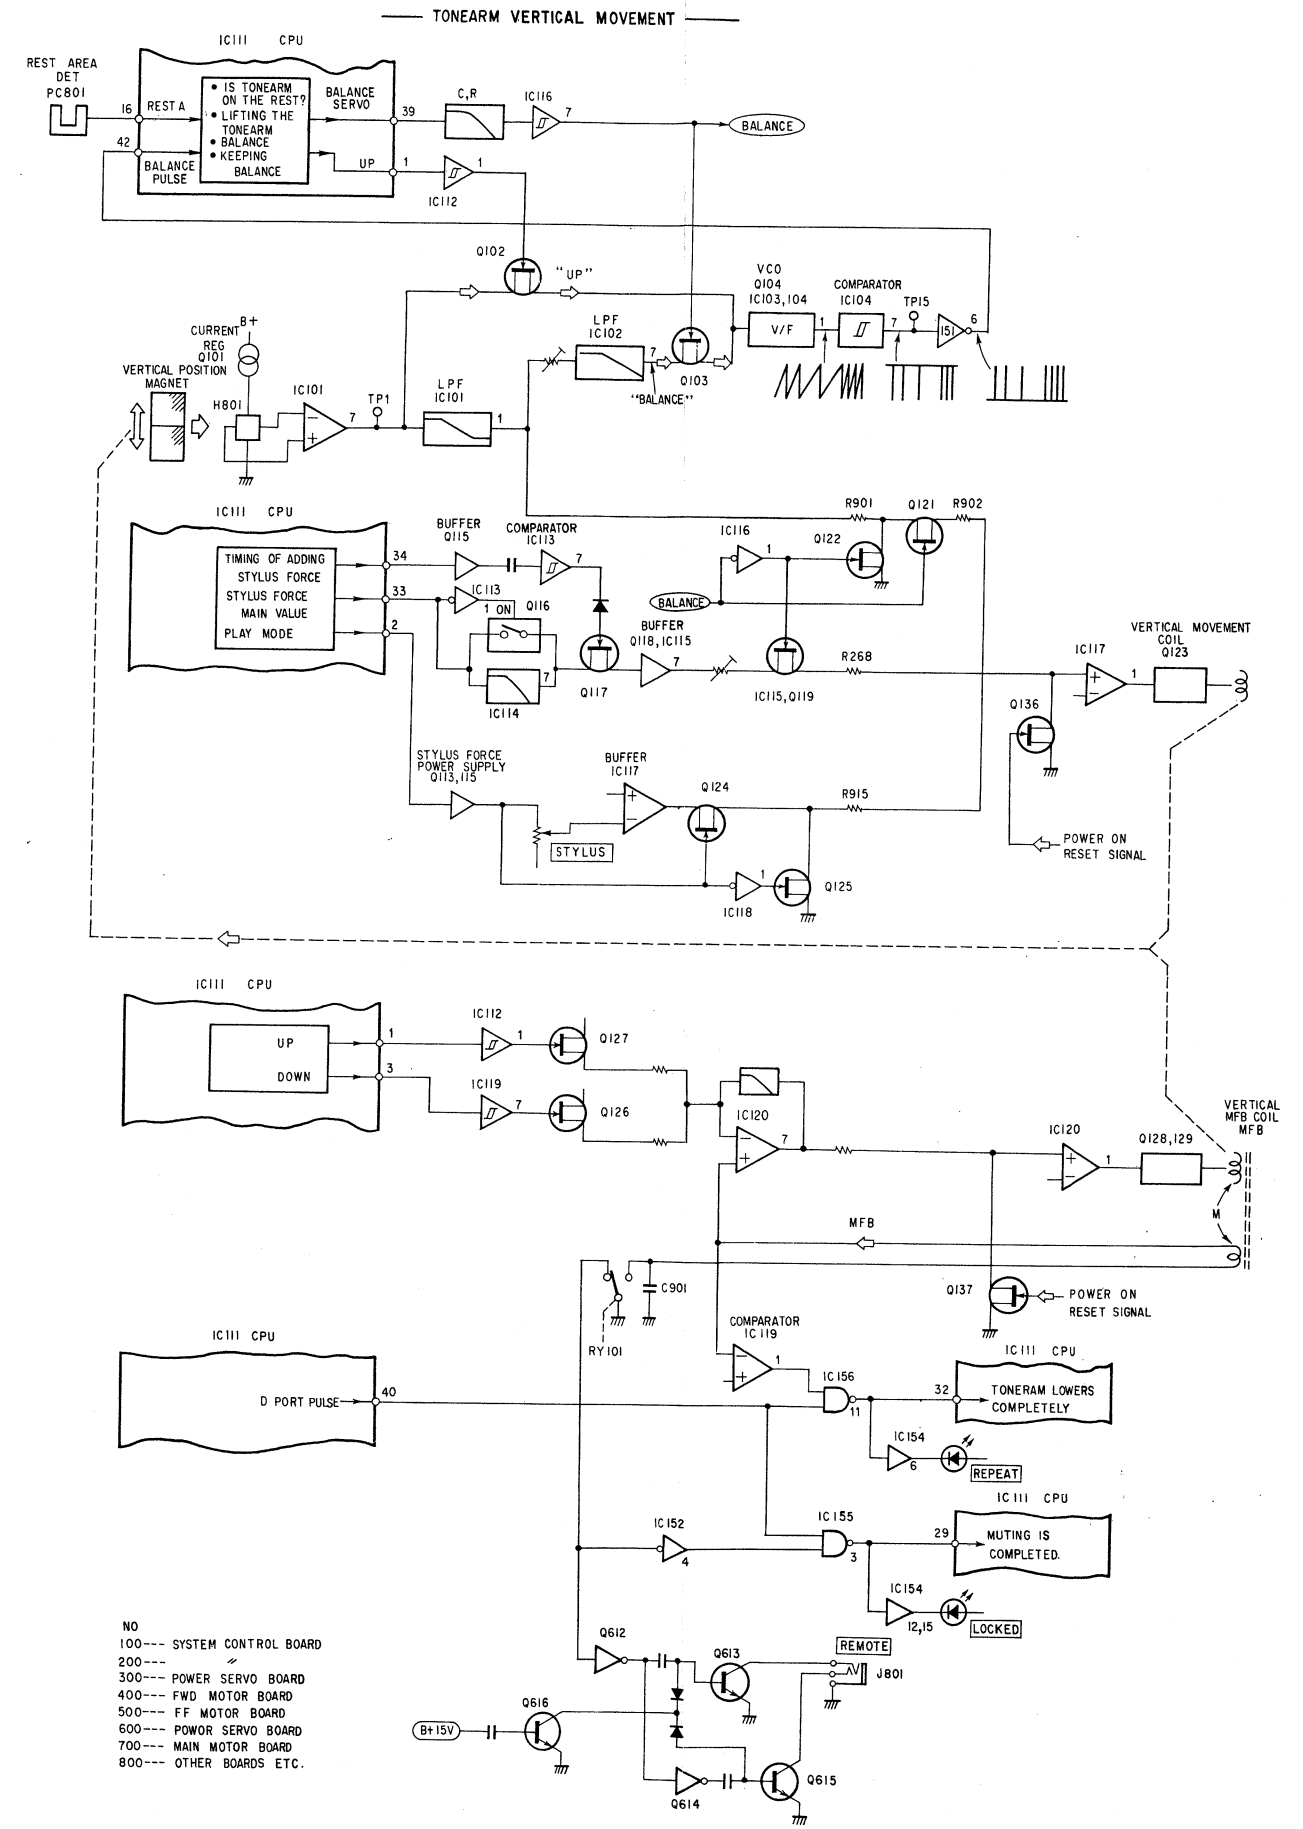 TONEARM VERTICAL MOVEMENT
IC111 CPU
REST AREA
DET
PC801
16
REST A
• IS TONEARM
ON THE REST?
• LIFTING THE
TONEARM
• BALANCE
• KEEPING
BALANCE
BALANCE
SERVO
39
C,R
IC116
7
BALANCE
42
BALANCE
PULSE
UP
1
1
IC112
Q102
"UP"
VCO
Q104
IC103,104
V/F
1
COMPARATOR
IC104
7
TP15
151
6
CURRENT
REG
Q101
B+
VERTICAL POSITION
MAGNET
H801
IC101
7
TP1
LPF
IC101
1
LPF
IC102
7
"BALANCE"
Q103
IC111 CPU
TIMING OF ADDING
STYLUS FORCE
STYLUS FORCE
MAIN VALUE
PLAY MODE
34
33
2
BUFFER
Q115
COMPARATOR
IC113
7
IC113
1 ON
Q116
7
IC114
Q117
BUFFER
Q118,IC115
7
IC116
1
BALANCE
IC115,Q119
R901
Q121
R902
Q122
R268
IC117
1
VERTICAL MOVEMENT
COIL
Q123
Q136
POWER ON
RESET SIGNAL
STYLUS FORCE
POWER SUPPLY
Q113,115
STYLUS
BUFFER
IC117
Q124
R915
1
IC118
Q125
IC111 CPU
UP
DOWN
1
3
IC112
1
Q127
IC119
7
Q126
IC120
7
IC120
1
Q128,129
VERTICAL
MFB COIL
MFB
M
MFB
C901
RY101
Q137
POWER ON
RESET SIGNAL
IC111 CPU
D PORT PULSE
40
COMPARATOR
IC119
1
IC156
11
32
IC111 CPU
TONERAM LOWERS
COMPLETELY
IC154
6
REPEAT
IC152
4
IC155
3
29
IC111 CPU
MUTING IS
COMPLETED.
IC154
12,15
LOCKED
NO
100--- SYSTEM CONTROL BOARD
200--- 〃
300--- POWER SERVO BOARD
400--- FWD MOTOR BOARD
500--- FF MOTOR BOARD
600--- POWOR SERVO BOARD
700--- MAIN MOTOR BOARD
800--- OTHER BOARDS ETC.
Q612
Q613
REMOTE
J801
B+15V
Q616
Q614
Q615